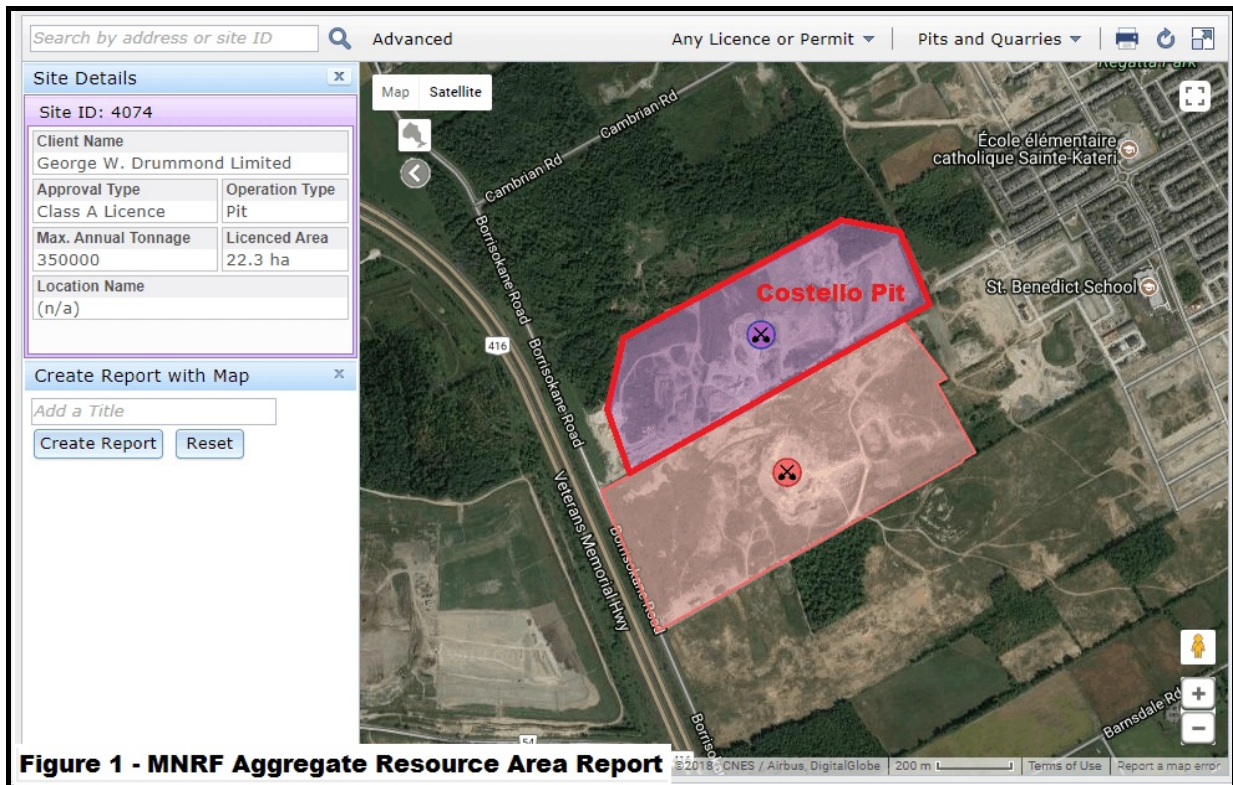 Search by address or site ID
Advanced
Any Licence or Permit
Pits and Quarries
Site Details
x
Site ID: 4074
Client Name
George W. Drummond Limited
Approval Type
Operation Type
Class A Licence
Pit
Max. Annual Tonnage
Licenced Area
350000
22.3 ha
Location Name
(n/a)
Create Report with Map
x
Add a Title
Create Report
Reset
Map
Satellite
Regatta Park
Cambrian Rd
Cambrian Rd
École élémentaire
catholique Sainte-Kateri
Borrisokane Road
Costello Pit
St. Benedict School
416
Borrisokane Road
Veterans Memorial Hwy
Borrisokane Road
Barnsdale Rd
+
−
54
Figure 1 - MNRF Aggregate Resource Area Report
©2018, CNES / Airbus, DigitalGlobe
200 m
Terms of Use
Report a map error